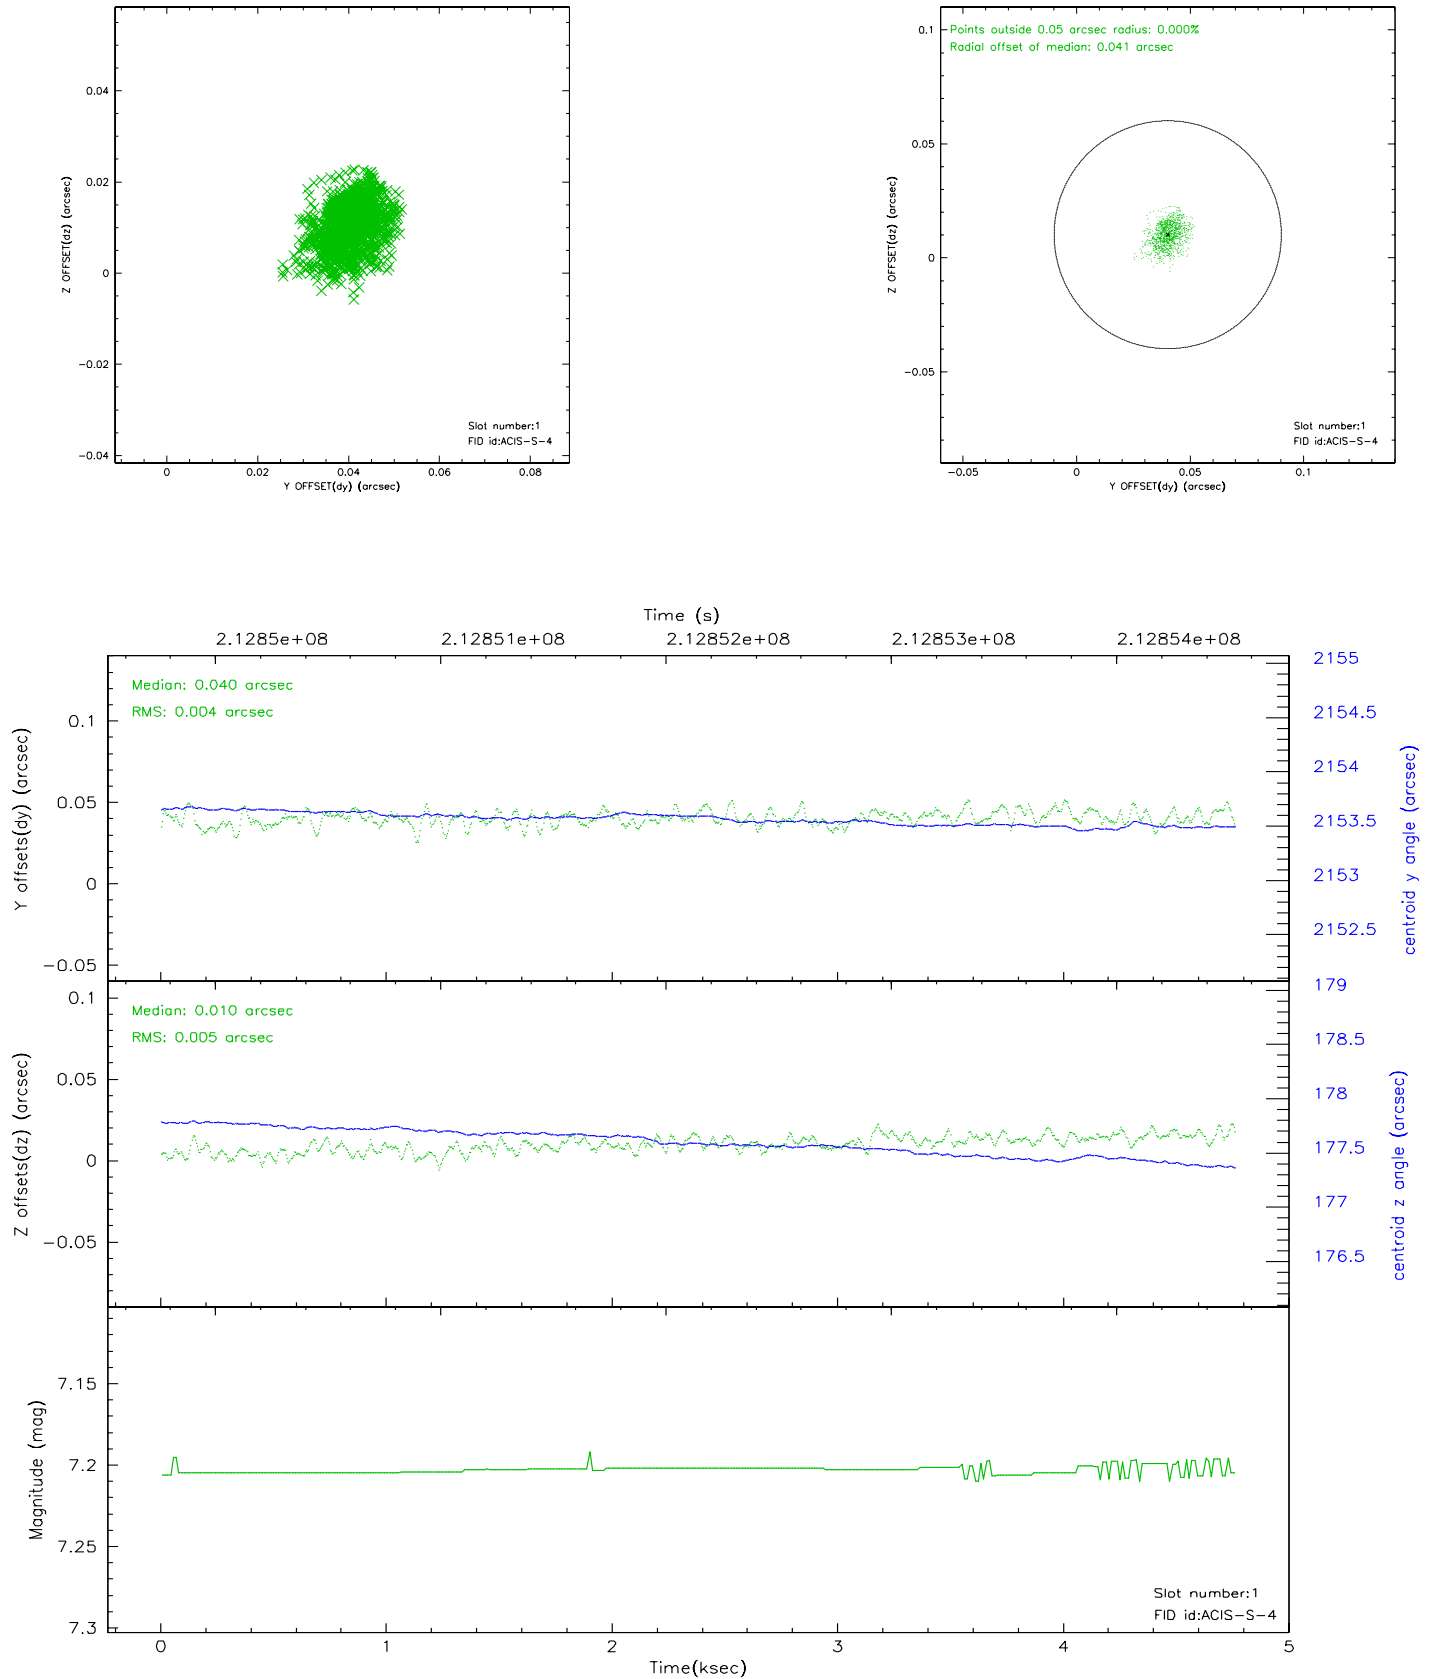 0.04
0.02
0
−0.02
−0.04
Z OFFSET(dz) (arcsec)
Slot number:1
FID id:ACIS−S−4
0
0.02
0.04
0.06
0.08
Y OFFSET(dy) (arcsec)
Points outside 0.05 arcsec radius: 0.000%
Radial offset of median: 0.041 arcsec
0.1
0.05
0
−0.05
Z OFFSET(dz) (arcsec)
Slot number:1
FID id:ACIS−S−4
−0.05
0
0.05
0.1
Y OFFSET(dy) (arcsec)
Time (s)
2.1285e+08
2.12851e+08
2.12852e+08
2.12853e+08
2.12854e+08
Median: 0.040 arcsec
RMS: 0.004 arcsec
0.1
0.05
0
−0.05
Y offsets(dy) (arcsec)
2155
2154.5
2154
2153.5
2153
2152.5
centroid y angle (arcsec)
Median: 0.010 arcsec
RMS: 0.005 arcsec
0.1
0.05
0
−0.05
Z offsets(dz) (arcsec)
179
178.5
178
177.5
177
176.5
centroid z angle (arcsec)
7.15
7.2
7.25
7.3
Magnitude (mag)
Slot number:1
FID id:ACIS−S−4
0
1
2
3
4
5
Time(ksec)